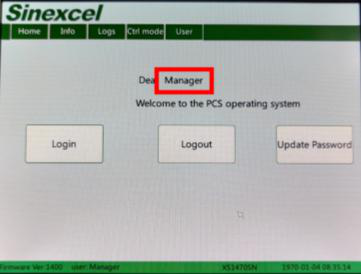 Sinexcel
Home Info Logs Ctrl mode User
Dea Manager
Welcome to the PCS operating system
Login Logout Update Password
Firmware Ver:1400 user: Manager XS1470SN 1970-01-04 08:35:14